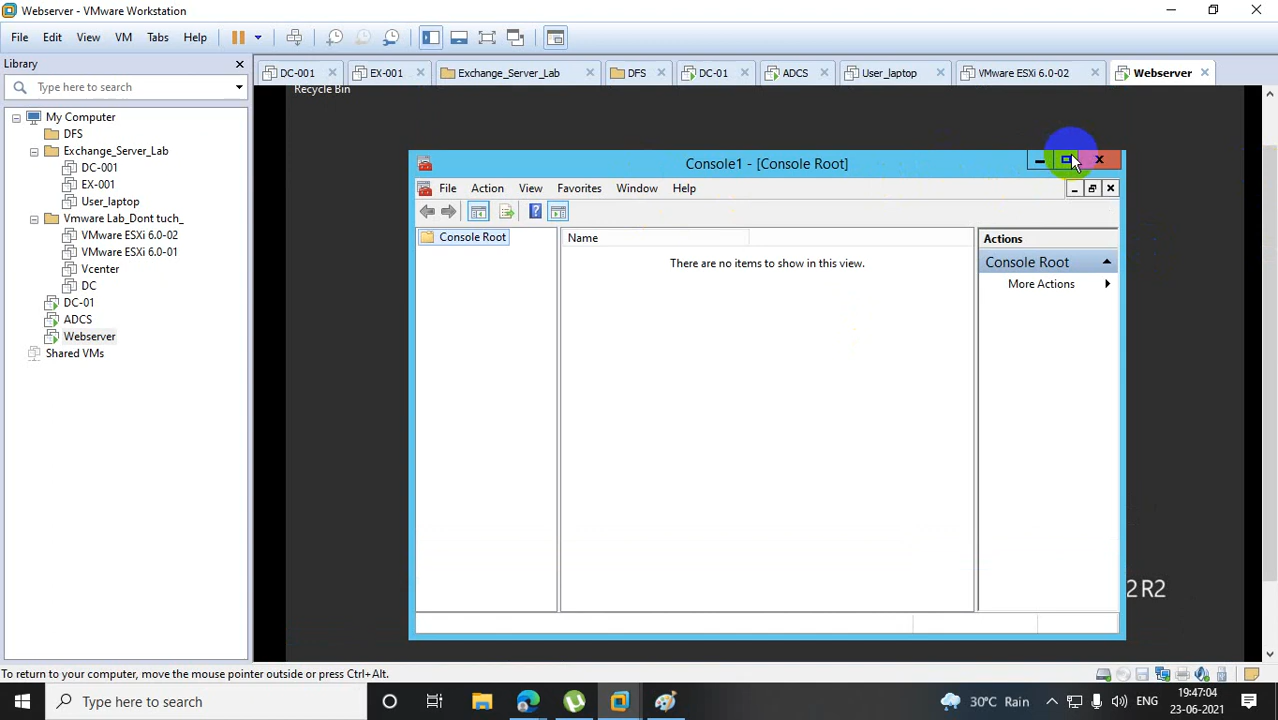 Webserver - VMware Workstation
File Edit View VM Tabs Help
Library
Type here to search
My Computer
DFS
Exchange_Server_Lab
DC-001
EX-001
User_laptop
Vmware Lab_Dont tuch_
VMware ESXi 6.0-02
VMware ESXi 6.0-01
Vcenter
DC
DC-01
ADCS
Webserver
Shared VMs
DC-001 EX-001 Exchange_Server_Lab DFS DC-01 ADCS User_laptop VMware ESXi 6.0-02 Webserver
Recycle Bin
Console1 - [Console Root]
File Action View Favorites Window Help
Console Root
Name
There are no items to show in this view.
Actions
Console Root
More Actions
2 R2
To return to your computer, move the mouse pointer outside or press Ctrl+Alt.
Type here to search
30°C Rain
ENG
19:47:04
23-06-2021